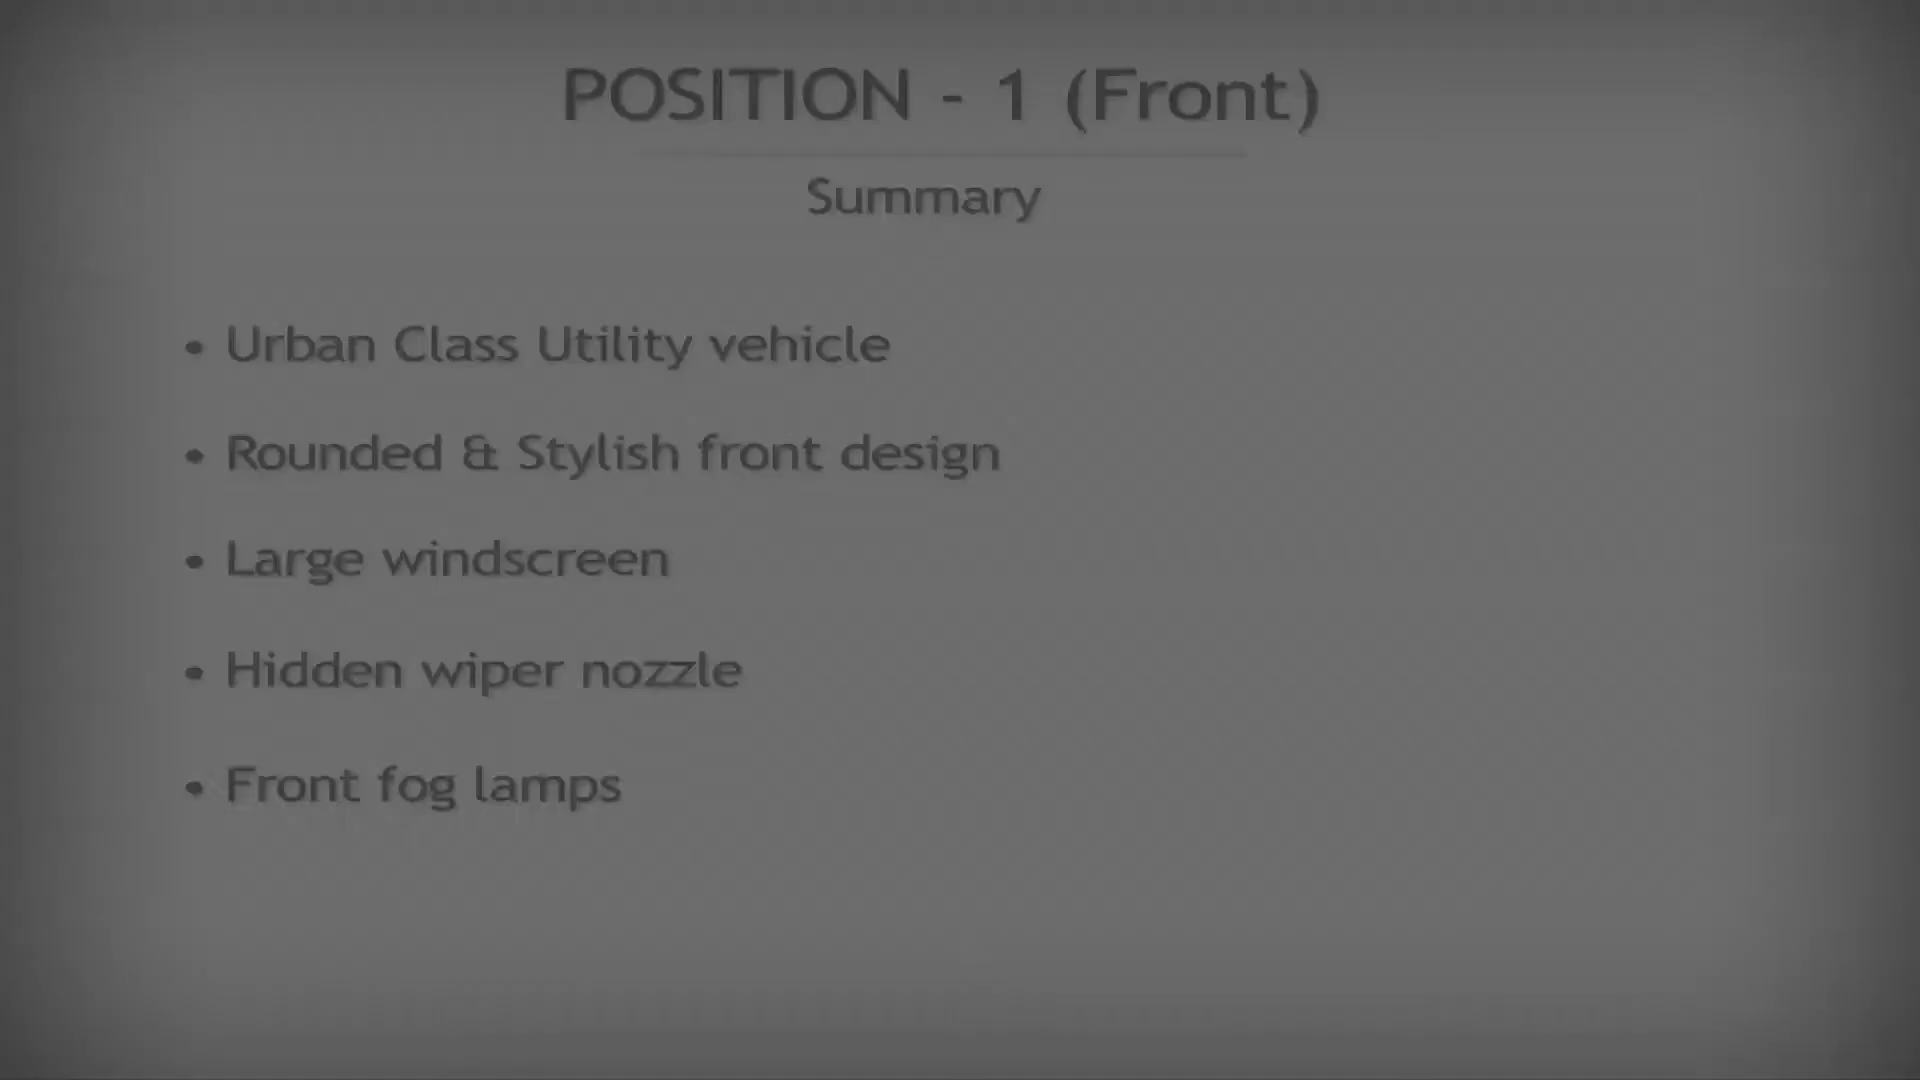 POSITION - 1 (Front)
Summary
• Urban Class Utility vehicle
• Rounded & Stylish front design
• Large windscreen
• Hidden wiper nozzle
• Front fog lamps